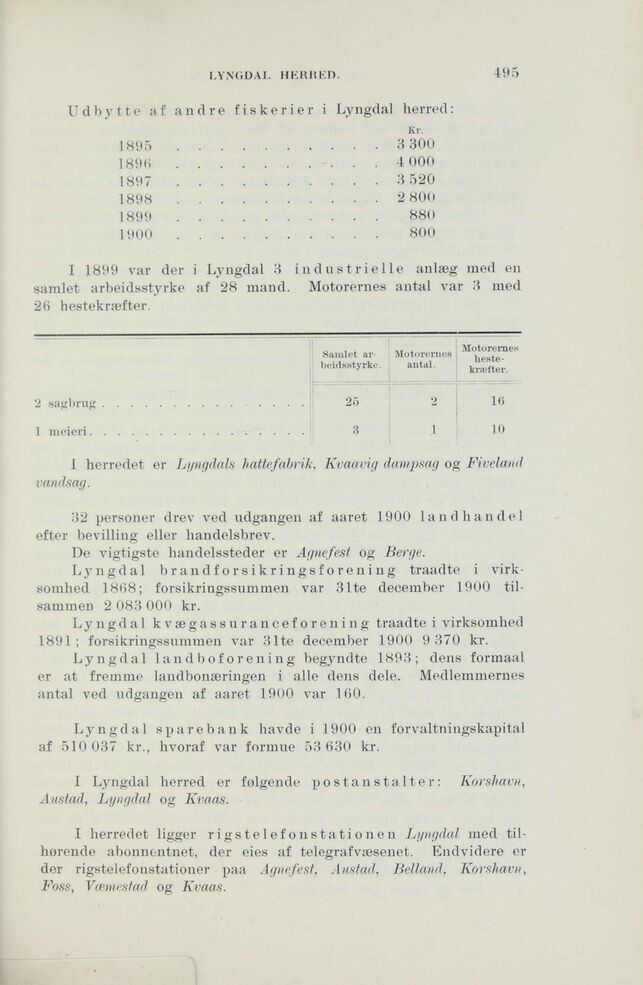 LYNGDAL HERRED. 495
Udbytte af andre fiskerier i Lyngdal herred:
Kr.
1895 . . . . . . . . . . 3 300
1896 . . . . . . . . . . 4 000
1897 . . . . . . . . . . 3 520
1898 . . . . . . . . . . 2 800
1899 . . . . . . . . . . 880
1900 . . . . . . . . . . 800
I 1899 var der i Lyngdal 3 industrielle anlæg med en
samlet arbeidsstyrke af 28 mand. Motorernes antal var 3 med
26 hestekræfter.
Samlet ar-
beidsstyrke.
Motorernes
antal.
Motorernes
heste-
kræfter.
2 sagbrug . . . . . . . . . . . . . . . 25 2 16
1 meieri. . . . . . . . . . . . . . . . 3 1 10
I herredet er Lyngdals hattefabrik, Kvaavig dampsag og Fiveland
vandsag.
32 personer drev ved udgangen af aaret 1900 landhandel
efter bevilling eller handelsbrev.
De vigtigste handelssteder er Agnefest og Berge.
Lyngdal brandforsikringsforening traadte i virk-
somhed 1868; forsikringssummen var 31te december 1900 til-
sammen 2 083 000 kr.
Lyngdal kvægassuranceforening traadte i virksomhed
1891; forsikringssummen var 31te december 1900 9 370 kr.
Lyngdal landboforening begyndte 1893; dens formaal
er at fremme landbonæringen i alle dens dele. Medlemmernes
antal ved udgangen af aaret 1900 var 160.
Lyngdal sparebank havde i 1900 en forvaltningskapital
af 510 037 kr., hvoraf var formue 53 630 kr.
I Lyngdal herred er følgende postanstalter: Korshavn,
Austad, Lyngdal og Kvaas.
I herredet ligger rigstelefonstationen Lyngdal med til-
hørende abonnentnet, der eies af telegrafvæsenet. Endvidere er
der rigstelefonstationer paa Agnefest, Austad, Belland, Korshavn,
Foss, Væmestad og Kvaas.